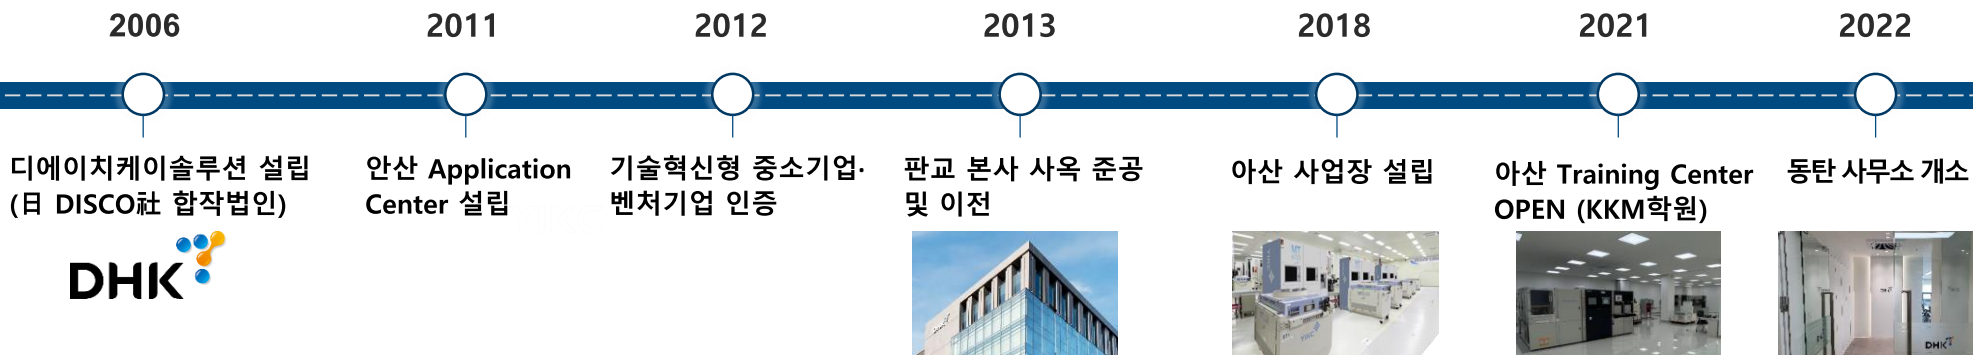 2006
2011
2012
2013
2018
2021
2022
디에이치케이솔루션 설립
(日 DISCO社 합작법인)
DHK
안산 Application
Center 설립
기술혁신형 중소기업·
벤처기업 인증
판교 본사 사옥 준공
및 이전
아산 사업장 설립
아산 Training Center
OPEN (KKM학원)
동탄 사무소 개소
DHK